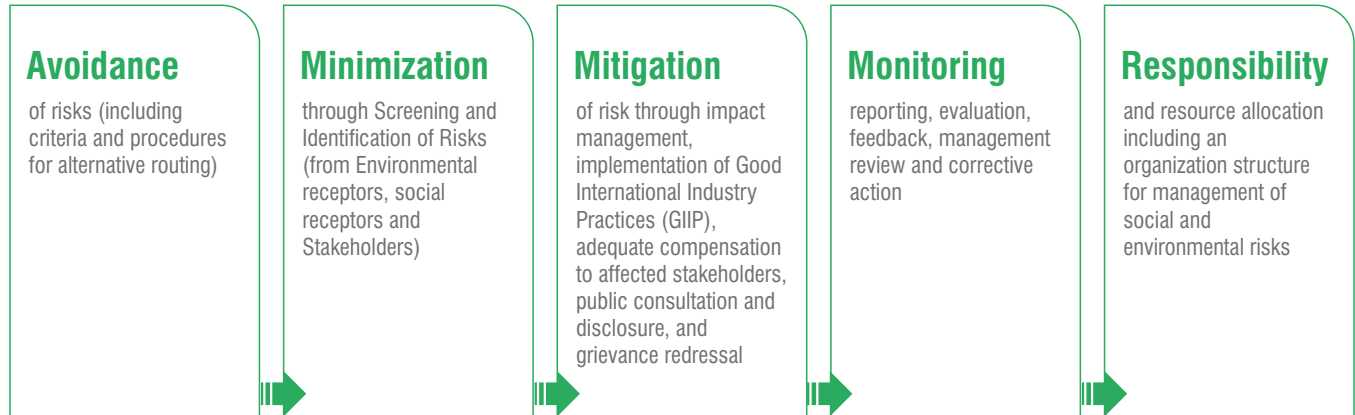 Avoidance
of risks (including
criteria and procedures
for alternative routing)
Minimization
through Screening and
Identification of Risks
(from Environmental
receptors, social
receptors and
Stakeholders)
Mitigation
of risk through impact
management,
implementation of Good
International Industry
Practices (GIIP),
adequate compensation
to affected stakeholders,
public consultation and
disclosure, and
grievance redressal
Monitoring
reporting, evaluation,
feedback, management
review and corrective
action
Responsibility
and resource allocation
including an
organization structure
for management of
social and
environmental risks